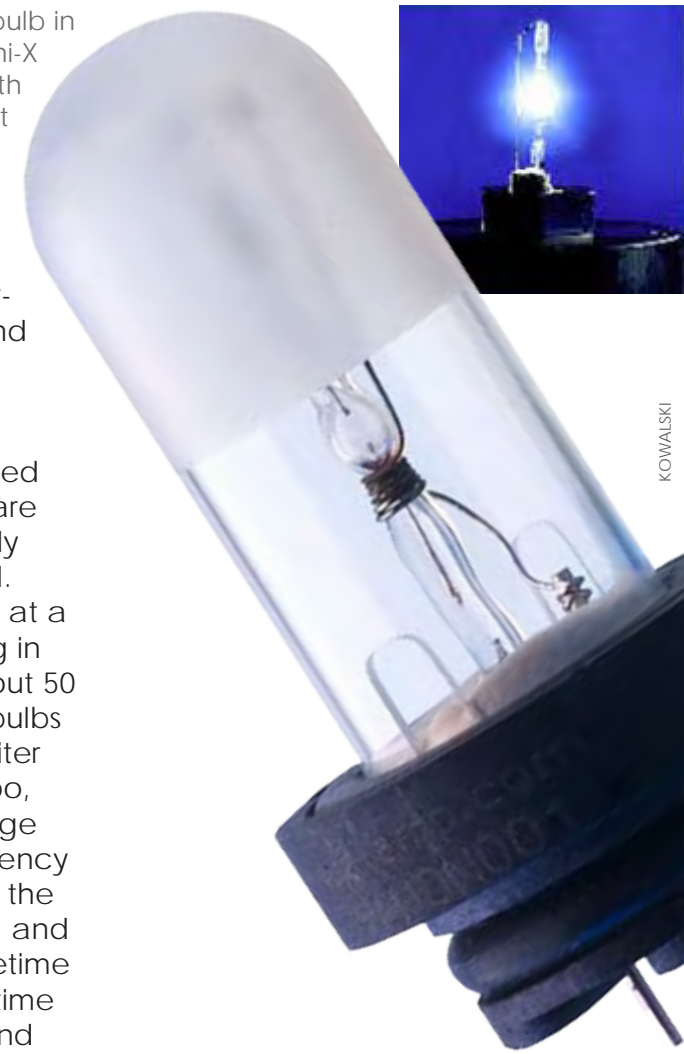 bulb in
ni-X
th
t
-
nd
ed
are
ly
l.
at a
g in
out 50
bulbs
iter
oo,
ge
ency
the
and
etime
time
nd
KOWALSKI